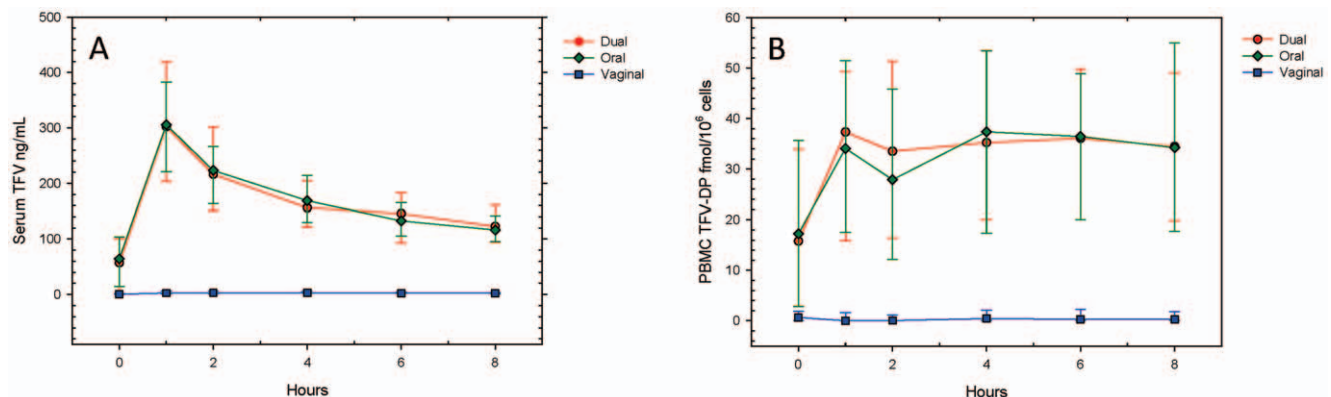 A
Serum TFV ng/mL
500
400
300
200
100
0
0 2 4 6 8
Hours
Dual
Oral
Vaginal
B
PBMC TFV-DP fmol/10⁶ cells
60
50
40
30
20
10
0
0 2 4 6 8
Hours
Dual
Oral
Vaginal